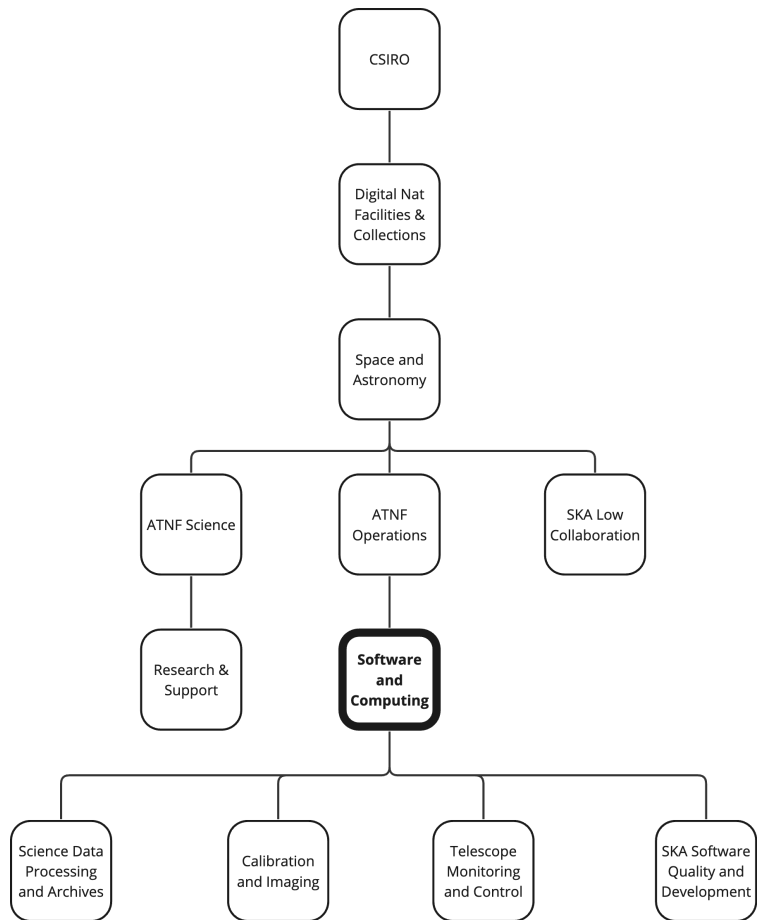 CSIRO
Digital Nat
Facilities &
Collections
Space and
Astronomy
ATNF Science
ATNF
Operations
SKA Low
Collaboration
Research &
Support
Software
and
Computing
Science Data
Processing
and Archives
Calibration
and Imaging
Telescope
Monitoring
and Control
SKA Software
Quality and
Development